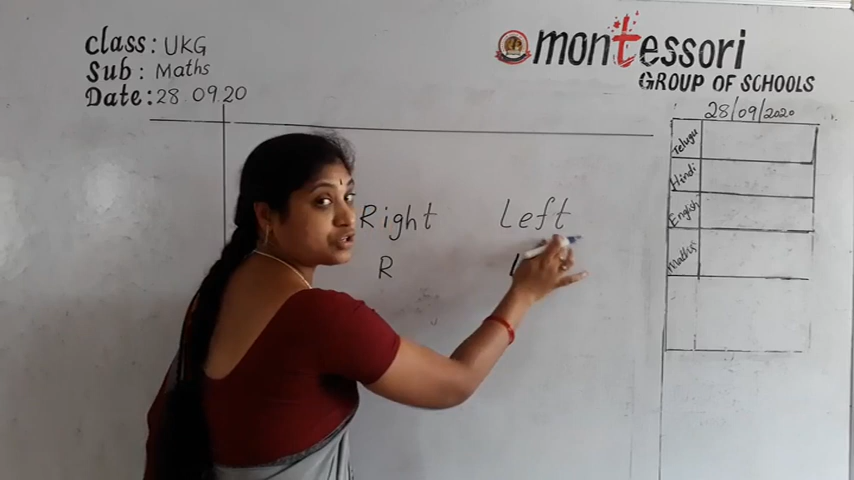 class: UKG
Sub: Maths
Date: 28.09.20
montessori
GROUP OF SCHOOLS
28/09/2020
Telugu
Hindi
English
Maths
Right Left
R